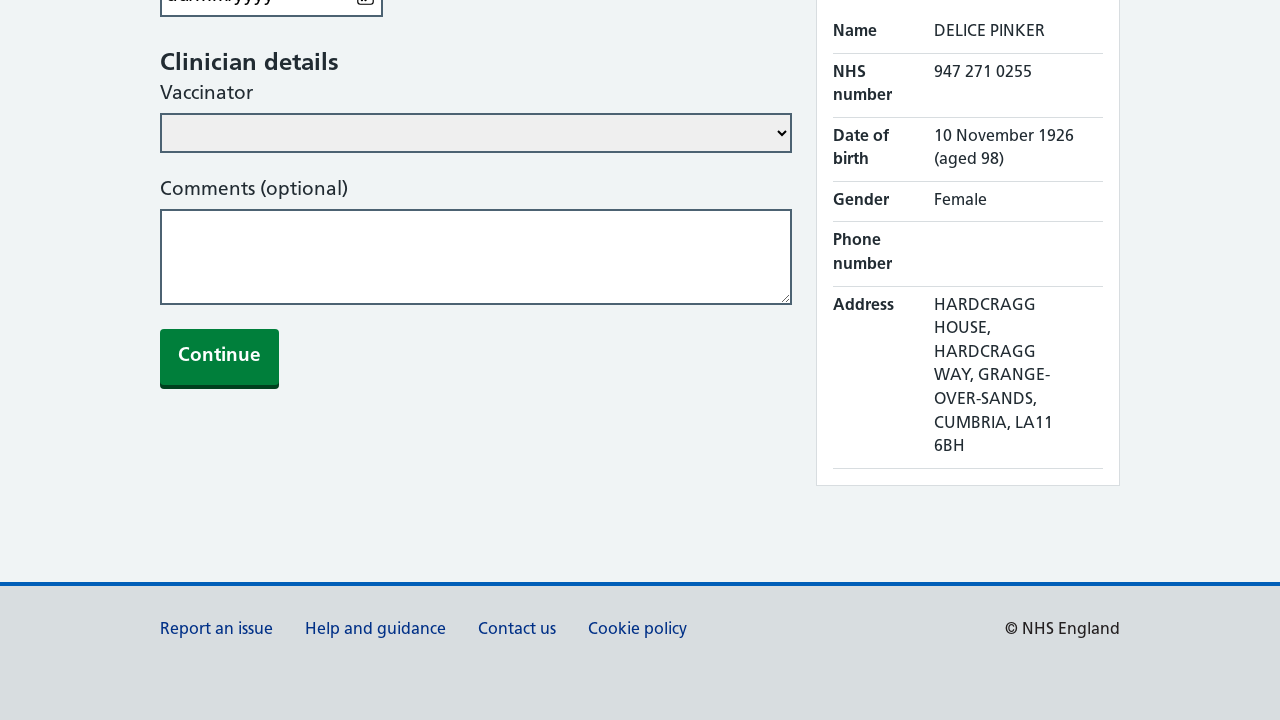 Clinician details
Vaccinator
Comments (optional)
Continue
Name DELICE PINKER
NHS number 947 271 0255
Date of birth 10 November 1926 (aged 98)
Gender Female
Phone number
Address HARDCRAGG
HOUSE,
HARDCRAGG
WAY, GRANGE-
OVER-SANDS,
CUMBRIA, LA11
6BH
Report an issue Help and guidance Contact us Cookie policy © NHS England